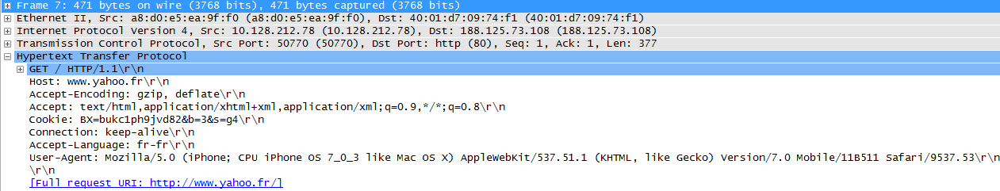 Frame 7: 471 bytes on wire (3768 bits), 471 bytes captured (3768 bits)
Ethernet II, Src: a8:d0:e5:ea:9f:f0 (a8:d0:e5:ea:9f:f0), Dst: 40:01:d7:09:74:f1 (40:01:d7:09:74:f1)
Internet Protocol Version 4, Src: 10.128.212.78 (10.128.212.78), Dst: 188.125.73.108 (188.125.73.108)
Transmission Control Protocol, Src Port: 50770 (50770), Dst Port: http (80), Seq: 1, Ack: 1, Len: 377
Hypertext Transfer Protocol
GET / HTTP/1.1\r\n
Host: www.yahoo.fr\r\n
Accept-Encoding: gzip, deflate\r\n
Accept: text/html,application/xhtml+xml,application/xml;q=0.9,*/*;q=0.8\r\n
Cookie: BX=bukc1ph9jvd82&b=3&s=g4\r\n
Connection: keep-alive\r\n
Accept-Language: fr-fr\r\n
User-Agent: Mozilla/5.0 (iPhone; CPU iPhone OS 7_0_3 like Mac OS X) AppleWebKit/537.51.1 (KHTML, like Gecko) Version/7.0 Mobile/11B511 Safari/9537.53\r\n
\r\n
[Full request URI: http://www.yahoo.fr/]